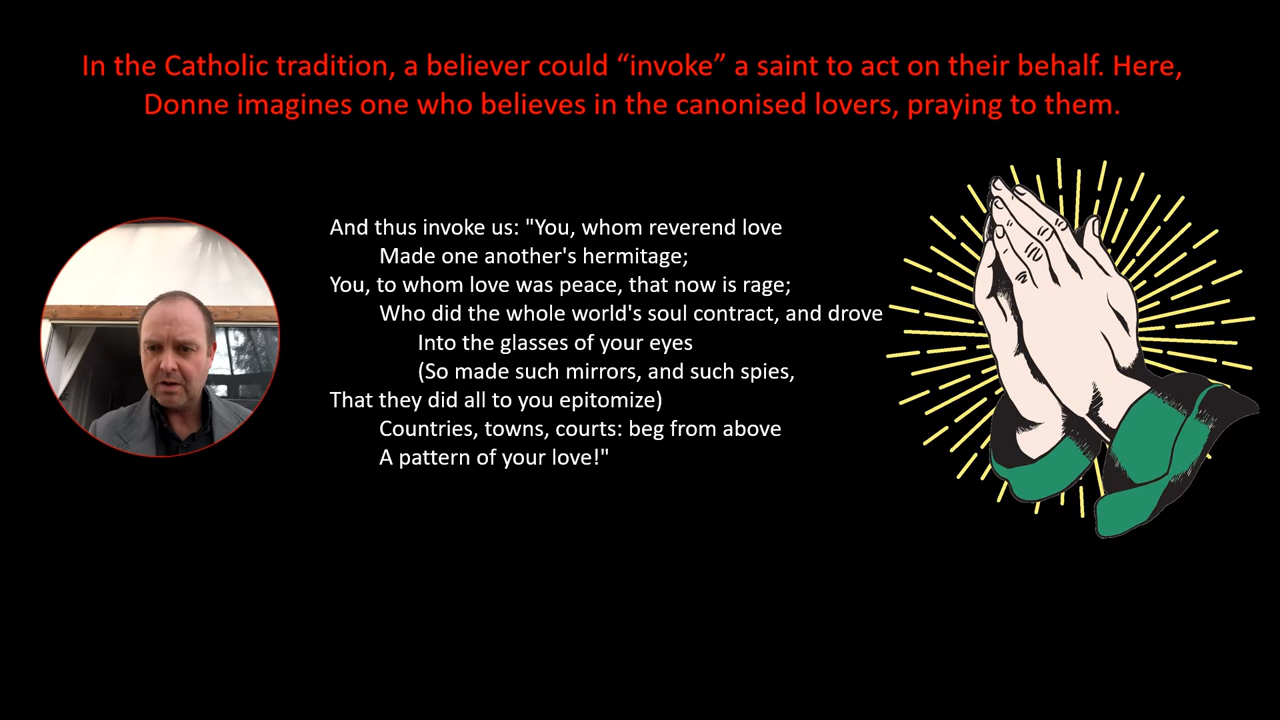 In the Catholic tradition, a believer could “invoke” a saint to act on their behalf. Here,
Donne imagines one who believes in the canonised lovers, praying to them.
And thus invoke us: "You, whom reverend love
Made one another's hermitage;
You, to whom love was peace, that now is rage;
Who did the whole world's soul contract, and drove
Into the glasses of your eyes
(So made such mirrors, and such spies,
That they did all to you epitomize)
Countries, towns, courts: beg from above
A pattern of your love!"